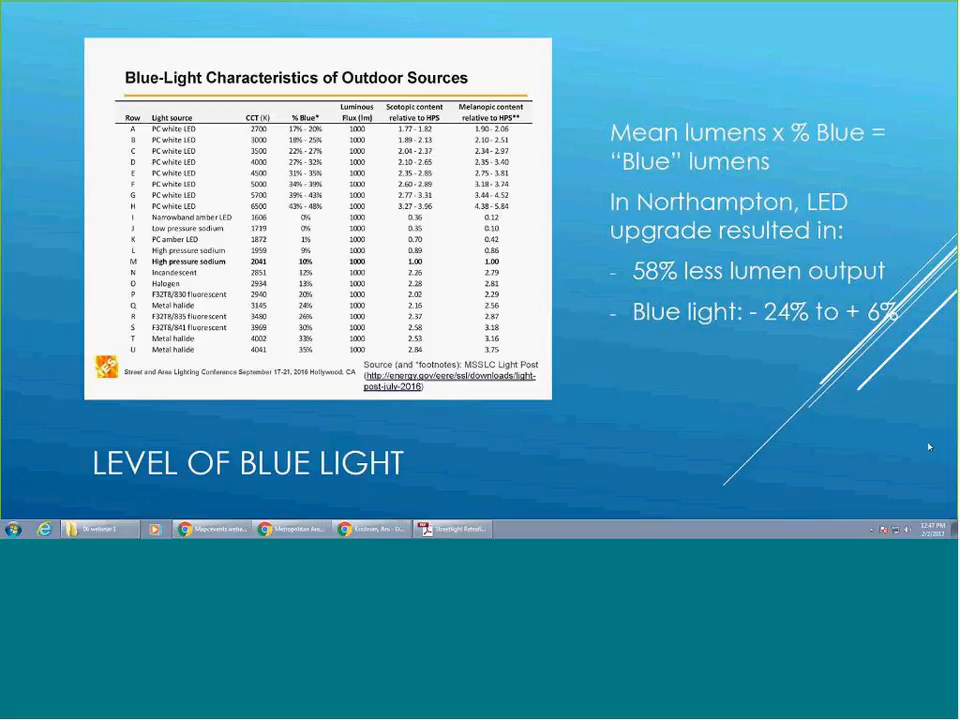 Blue-Light Characteristics of Outdoor Sources
Row Light source CCT (K) % Blue* Luminous Flux (lm) Scotopic content relative to HPS Melanopic content relative to HPS**
A PC white LED 2700 17% - 20% 1000 1.77 - 1.82 1.90 - 2.06
B PC white LED 3000 18% - 25% 1000 1.89 - 2.13 2.10 - 2.51
C PC white LED 3500 22% - 27% 1000 2.04 - 2.37 2.34 - 2.97
D PC white LED 4000 27% - 32% 1000 2.10 - 2.65 2.35 - 3.40
E PC white LED 4500 31% - 35% 1000 2.35 - 2.85 2.75 - 3.81
F PC white LED 5000 34% - 39% 1000 2.60 - 2.89 3.18 - 3.74
G PC white LED 5700 39% - 43% 1000 2.77 - 3.31 3.44 - 4.52
H PC white LED 6500 43% - 48% 1000 3.27 - 3.96 4.38 - 5.84
I Narrowband amber LED 1606 0% 1000 0.36 0.12
J Low pressure sodium 1719 0% 1000 0.35 0.10
K PC amber LED 1872 1% 1000 0.70 0.42
L High pressure sodium 1959 9% 1000 0.89 0.86
M High pressure sodium 2041 10% 1000 1.00 1.00
N Incandescent 2851 12% 1000 2.26 2.79
O Halogen 2934 13% 1000 2.28 2.81
P F32T8/830 fluorescent 2940 20% 1000 2.02 2.29
Q Metal halide 3145 24% 1000 2.16 2.56
R F32T8/835 fluorescent 3480 26% 1000 2.37 2.87
S F32T8/841 fluorescent 3969 30% 1000 2.58 3.18
T Metal halide 4002 33% 1000 2.53 3.16
U Metal halide 4041 35% 1000 2.84 3.75
Street and Area Lighting Conference September 17-21, 2016 Hollywood, CA
Source (and *footnotes): MSSLC Light Post
(http://energy.gov/eere/ssl/downloads/light-
post-july-2016)
Mean lumens x % Blue =
“Blue” lumens
In Northampton, LED
upgrade resulted in:
- 58% less lumen output
- Blue light: - 24% to + 6%
LEVEL OF BLUE LIGHT
Metropolitan Are...
12:47 PM
2/2/2017